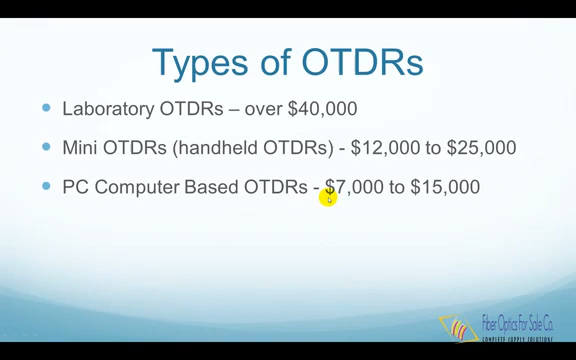 Types of OTDRs
Laboratory OTDRs – over $40,000
Mini OTDRs (handheld OTDRs) - $12,000 to $25,000
PC Computer Based OTDRs - $7,000 to $15,000
Fiber Optics For Sale Co.
COMPLETE SUPPLY SOLUTIONS